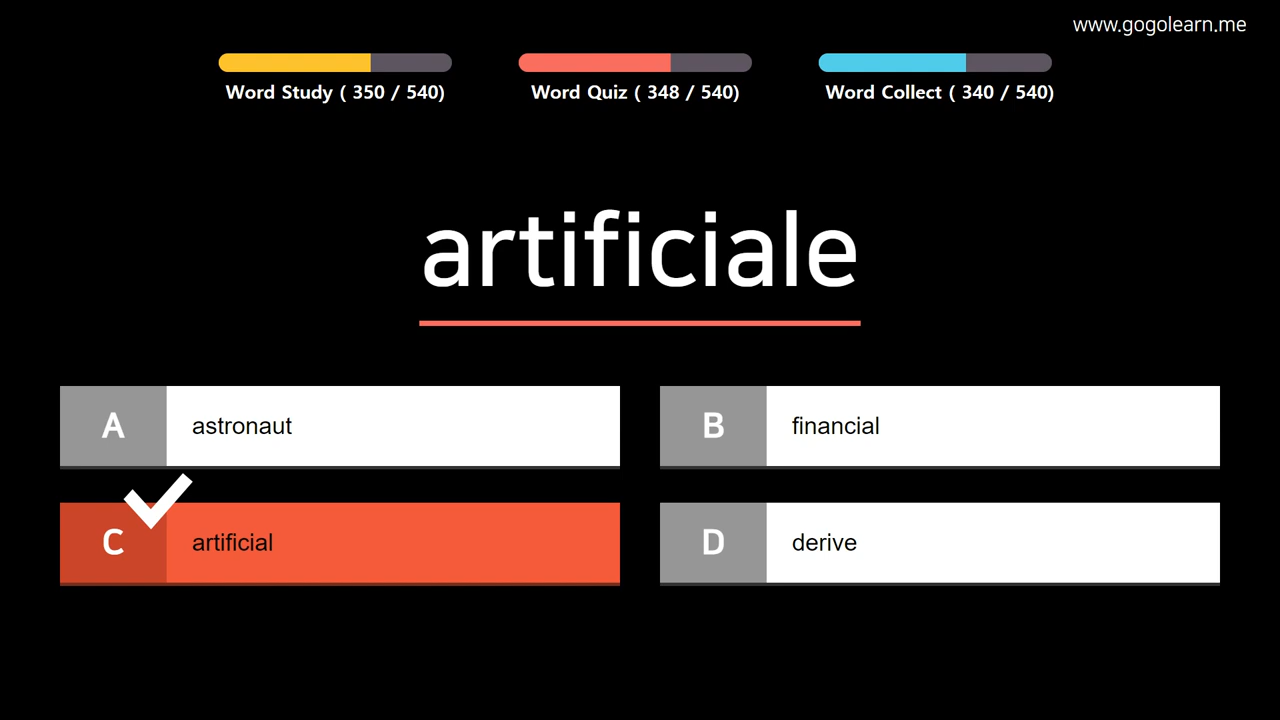 www.gogolearn.me
Word Study ( 350 / 540)
Word Quiz ( 348 / 540)
Word Collect ( 340 / 540)
artificiale
A astronaut
B financial
C artificial
D derive